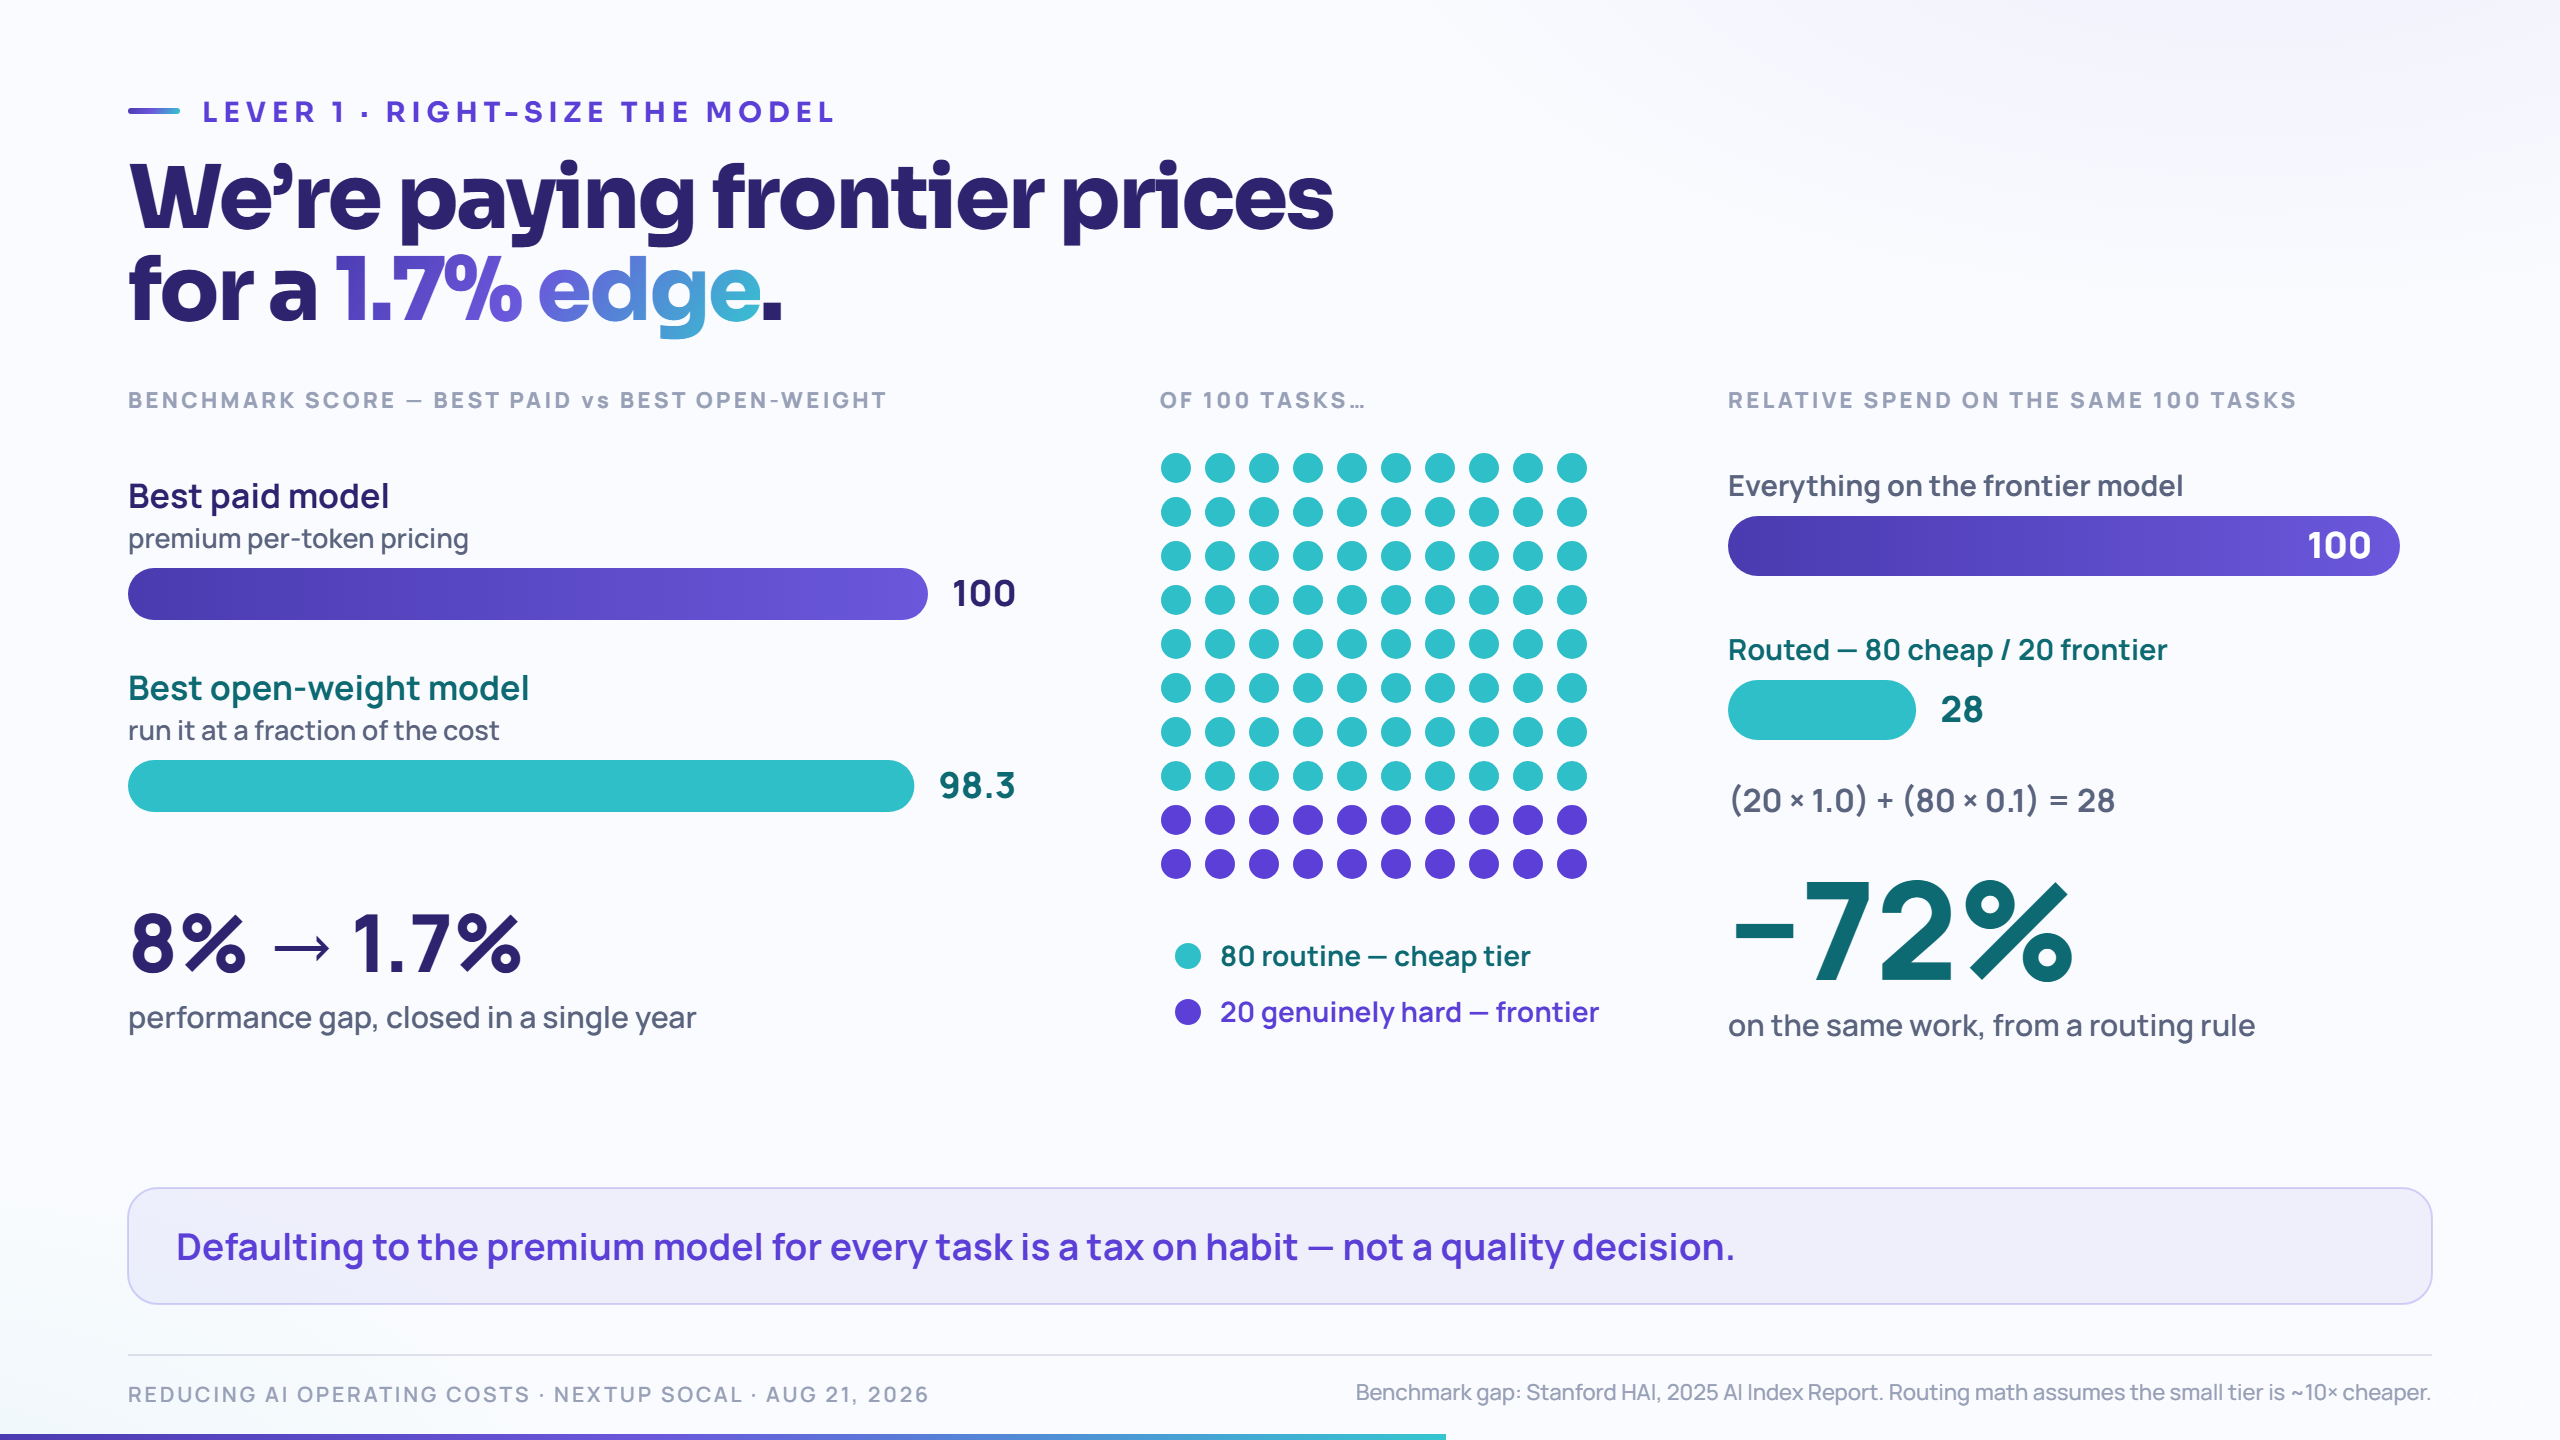 LEVER 1 · RIGHT-SIZE THE MODEL
We’re paying frontier prices
for a 1.7% edge.
BENCHMARK SCORE — BEST PAID vs BEST OPEN-WEIGHT
Best paid model
premium per-token pricing
100
Best open-weight model
run it at a fraction of the cost
98.3
8% → 1.7%
performance gap, closed in a single year
OF 100 TASKS…
80 routine — cheap tier
20 genuinely hard — frontier
RELATIVE SPEND ON THE SAME 100 TASKS
Everything on the frontier model
100
Routed — 80 cheap / 20 frontier
28
(20 × 1.0) + (80 × 0.1) = 28
−72%
on the same work, from a routing rule
Defaulting to the premium model for every task is a tax on habit — not a quality decision.
REDUCING AI OPERATING COSTS · NEXTUP SOCAL · AUG 21, 2026
Benchmark gap: Stanford HAI, 2025 AI Index Report. Routing math assumes the small tier is ~10× cheaper.